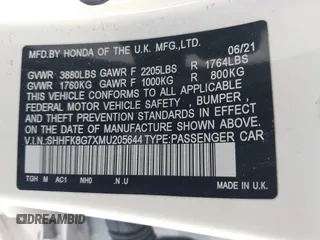 MFD.BY HONDA OF THE U.K. MFG.,LTD.
06/21
GVWR 3880LBS GAWR F 2205LBS R 1764LBS
GVWR 1760KG GAWR F 1000KG R 800KG
THIS VEHICLE CONFORMS TO ALL APPLICABLE
FEDERAL MOTOR VEHICLE SAFETY, BUMPER,
AND THEFT PREVENTION STANDARDS IN EFFECT
ON THE DATE OF MANUFACTURE SHOWN ABOVE.
V.I.N.:SHHFK8G7XMU205644 TYPE:PASSENGER CAR
TGH M AC1 NH0 .N.U
DREAMBID